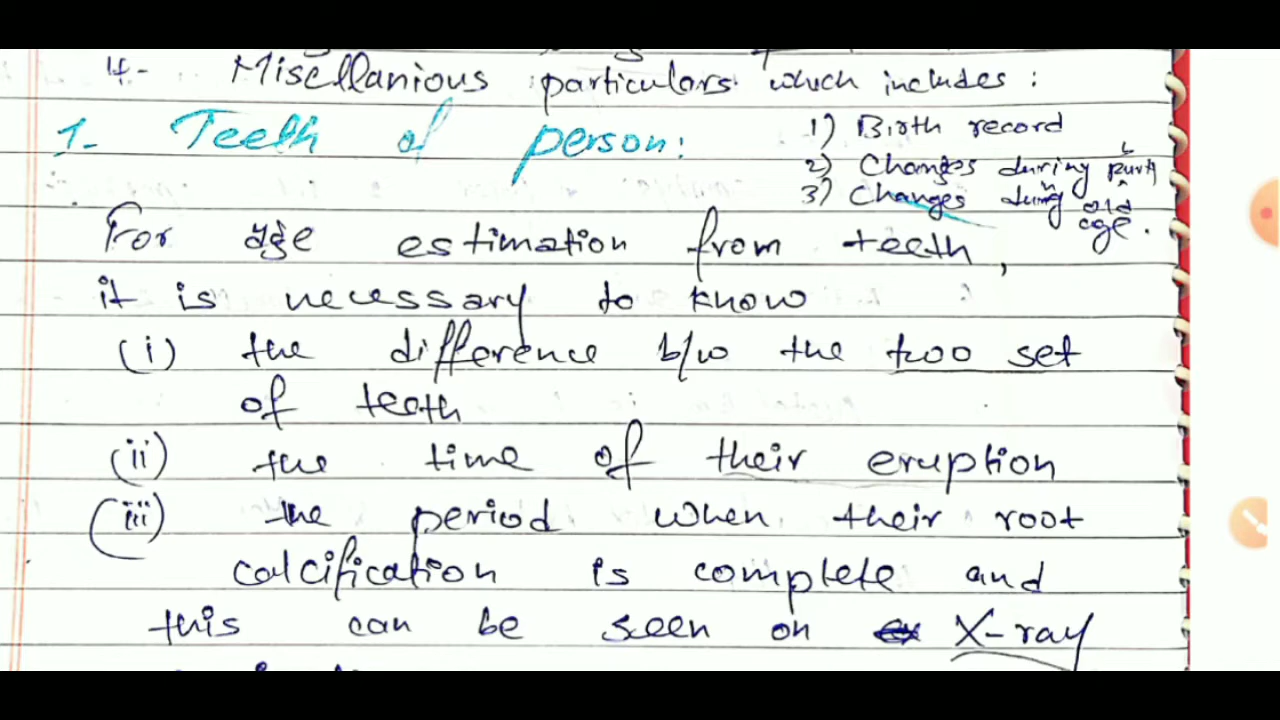 4- Miscellanious particulars which includes:
1) Birth record
2) Changes during
3) Changes during old
age.
1- Teeth of person:
For age estimation from teeth,
it is necessary to know
(i) the difference b/w the two set
of teeth
(ii) the time of their eruption
(iii) the period when their root
calcification is complete and
this can be seen on X-ray